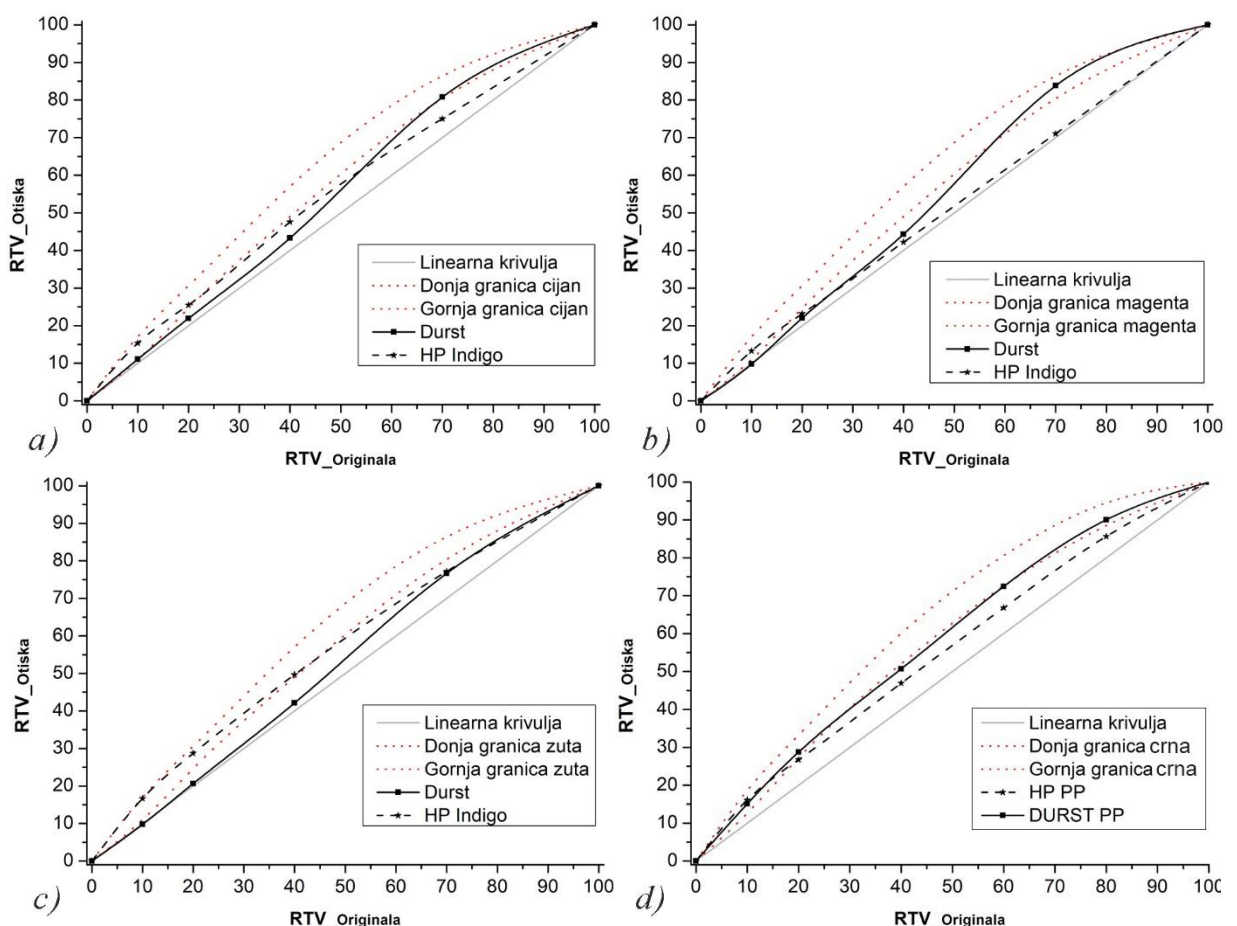 100
90
80
70
60
50
40
30
20
10
0
RTV_Otiska
Linearna krivulja
Donja granica cijan
Gornja granica cijan
Durst
HP Indigo
0 10 20 30 40 50 60 70 80 90 100
RTV_Originala
a)
100
90
80
70
60
50
40
30
20
10
0
RTV_Otiska
Linearna krivulja
Donja granica magenta
Gornja granica magenta
Durst
HP Indigo
0 10 20 30 40 50 60 70 80 90 100
RTV_Originala
b)
100
90
80
70
60
50
40
30
20
10
0
RTV_Otiska
Linearna krivulja
Donja granica zuta
Gornja granica zuta
Durst
HP Indigo
0 10 20 30 40 50 60 70 80 90 100
RTV_Originala
c)
100
90
80
70
60
50
40
30
20
10
0
RTV_Otiska
Linearna krivulja
Donja granica crna
Gornja granica crna
HP PP
DURST PP
0 10 20 30 40 50 60 70 80 90 100
RTV_Originala
d)